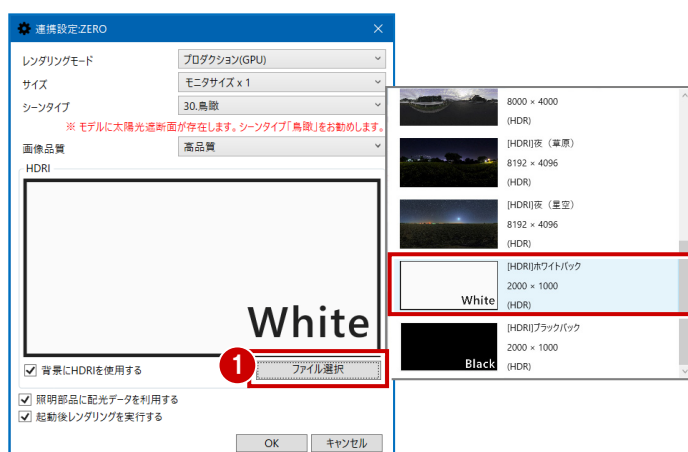 連携設定:ZERO
レンダリングモード
プロダクション(GPU)
サイズ
モニタサイズ x 1
シーンタイプ
30.鳥瞰
※ モデルに太陽光遮断面が存在します。シーンタイプ「鳥瞰」をお勧めします。
画像品質
高品質
HDRI
White
背景にHDRIを使用する
1
ファイル選択
照明部品に配光データを利用する
起動後レンダリングを実行する
OK
キャンセル
8000 × 4000
(HDR)
[HDRI]夜（草原）
8192 × 4096
(HDR)
[HDRI]夜（星空）
8192 × 4096
(HDR)
[HDRI]ホワイトバック
2000 × 1000
White
(HDR)
[HDRI]ブラックバック
2000 × 1000
Black
(HDR)